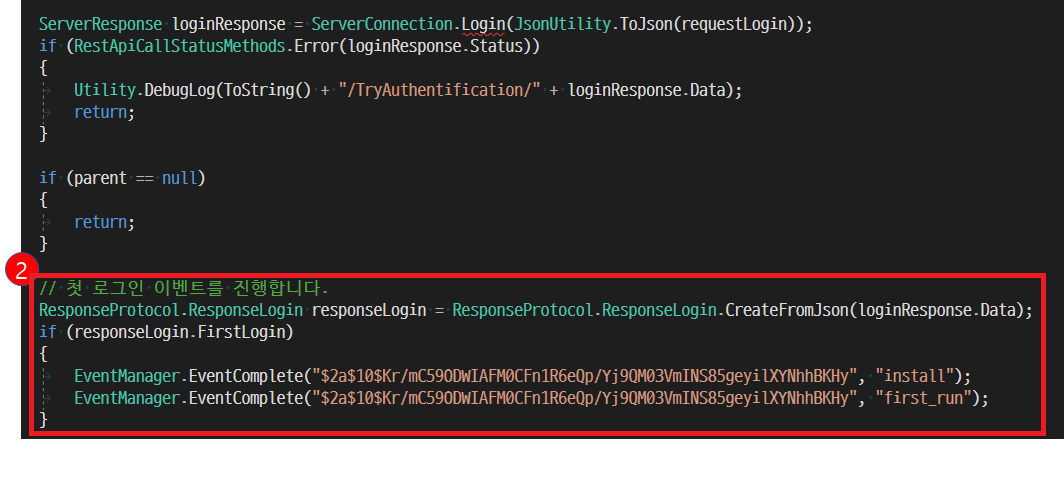 ServerResponse loginResponse = ServerConnection.Login(JsonUtility.ToJson(requestLogin));
if (RestApiCallStatusMethods.Error(loginResponse.Status))
{
Utility.DebugLog(ToString() + "/TryAuthentification/" + loginResponse.Data);
return;
}
if (parent == null)
{
return;
}
2
// 첫 로그인 이벤트를 진행합니다.
ResponseProtocol.ResponseLogin responseLogin = ResponseProtocol.ResponseLogin.CreateFromJson(loginResponse.Data);
if (responseLogin.FirstLogin)
{
EventManager.EventComplete("$2a$10$Kr/mC59ODWIAFM0CFn1R6eQp/Yj9QM03VmINS85geyilXYNhhBKHy", "install");
EventManager.EventComplete("$2a$10$Kr/mC59ODWIAFM0CFn1R6eQp/Yj9QM03VmINS85geyilXYNhhBKHy", "first_run");
}